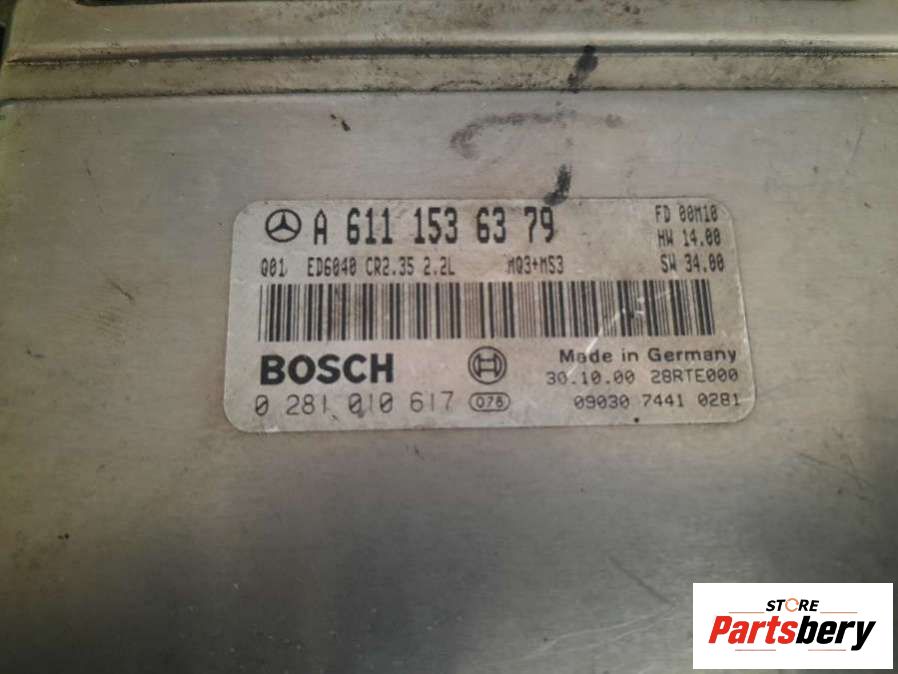 A 611 153 63 79
FD 00M10
HW 14.00
Q01 ED6040 CR2.35 2.2L MQ3+M53 SW 34.00
BOSCH
Made in Germany
30.10.00 28RTE000
0 281 010 617 078
09030 7441 0281
STORE
Partsbery